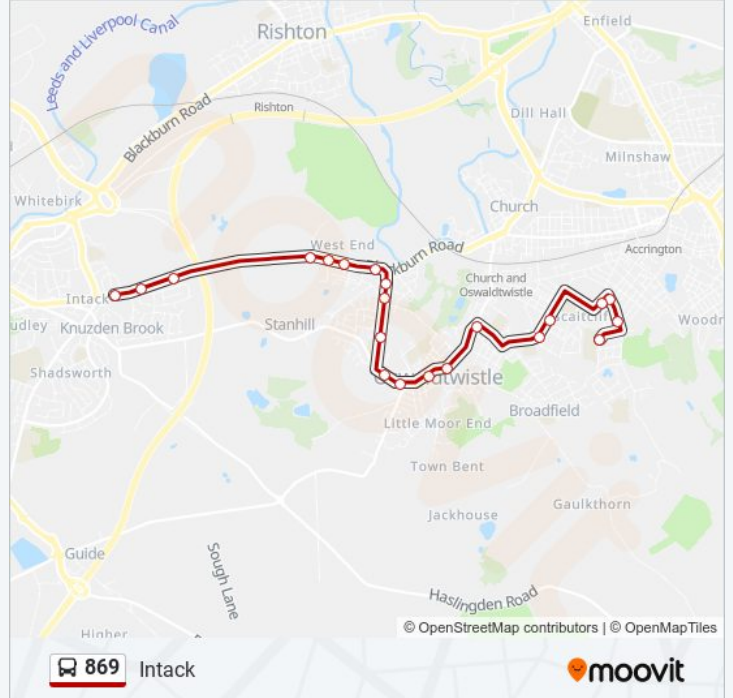 Leeds and Liverpool Canal
Rishton
Enfield
Blackburn Road
Rishton
Dill Hall
Milnshaw
Whitebirk
Church
West End
kburn Road
Accrington
Church and
Oswaldtwistle
Intack
udley
Knuzden Brook
Stanhill
Scaitcliff
Woodn
Shadsworth
Oswaldtwistle
Broadfield
Little Moor End
Town Bent
Gaulkthorn
Jackhouse
Guide
Sough Lane
Haslingden Road
Higher
© OpenStreetMap contributors | © OpenMapTiles
869 Intack
moovit